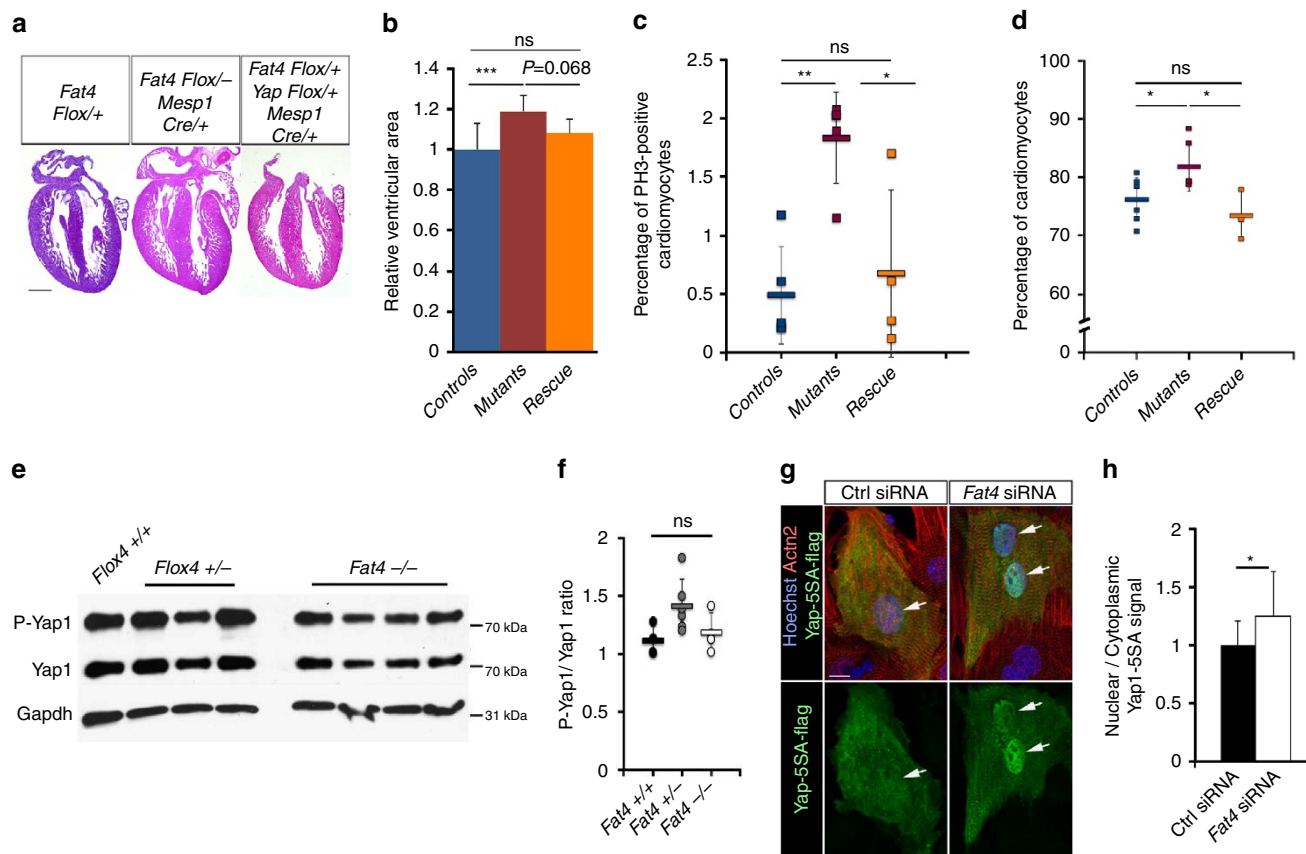 a
Fat4
Flox/+
Fat4 Flox/–
Mesp1
Cre/+
Fat4 Flox/+
Yap Flox/+
Mesp1
Cre/+
b
Relative ventricular area
ns
***
P=0.068
1.4
1.2
1
0.8
0.6
0.4
0.2
0
Controls
Mutants
Rescue
c
Percentage of PH3-positive
cardiomyocytes
ns
**
*
2.5
2
1.5
1
0.5
0
Controls
Mutants
Rescue
d
Percentage of cardiomyocytes
ns
*
*
100
90
80
70
60
0
Controls
Mutants
Rescue
e
Flox4 +/+
Flox4 +/–
Fat4 –/–
P-Yap1
70 kDa
Yap1
70 kDa
Gapdh
31 kDa
f
P-Yap1/ Yap1 ratio
ns
2
1.5
1
0.5
0
Fat4 +/+
Fat4 +/–
Fat4 –/–
g
Ctrl siRNA
Fat4 siRNA
Hoechst Actn2
Yap-5SA-flag
Yap-5SA-flag
h
Nuclear / Cytoplasmic
Yap1-5SA signal
*
2
1.5
1
0.5
0
Ctrl siRNA
Fat4 siRNA